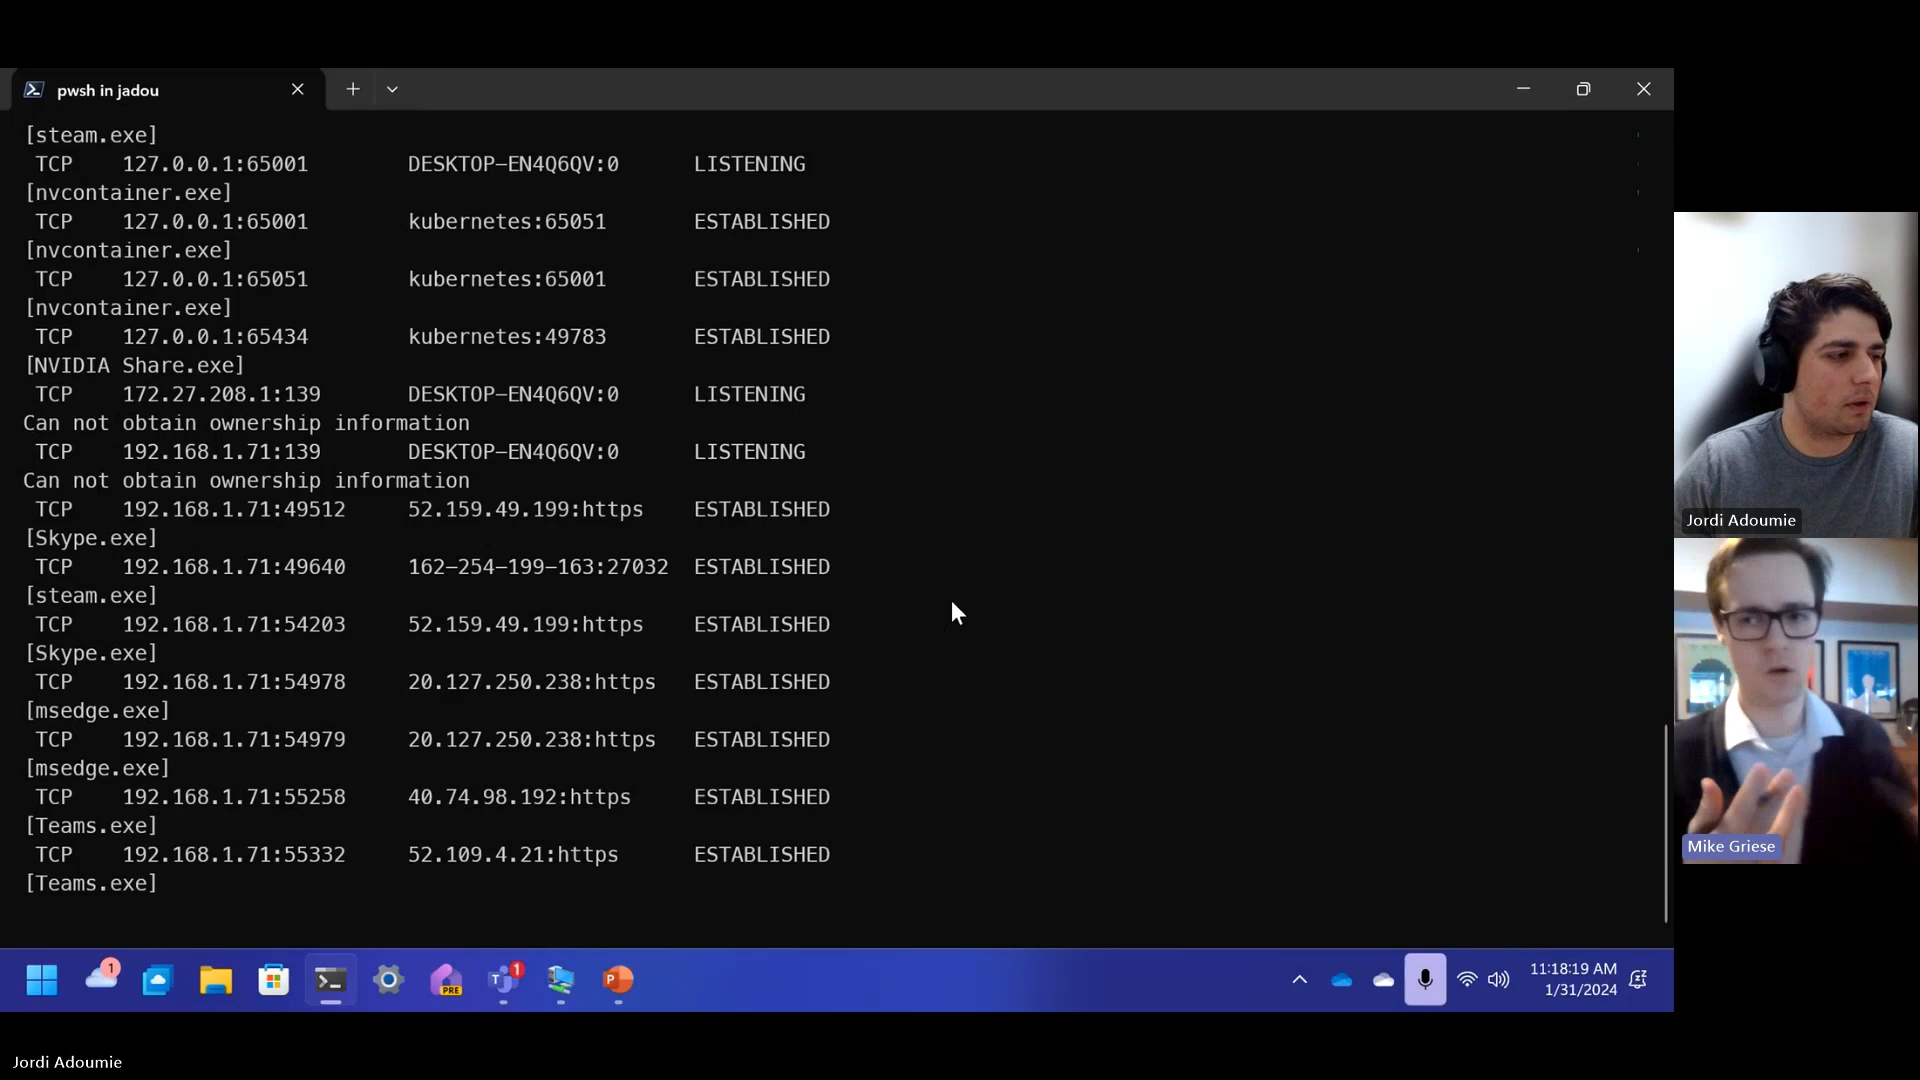 pwsh in jadou
[steam.exe]
TCP 127.0.0.1:65001 DESKTOP-EN4Q6QV:0 LISTENING
[nvcontainer.exe]
TCP 127.0.0.1:65001 kubernetes:65051 ESTABLISHED
[nvcontainer.exe]
TCP 127.0.0.1:65051 kubernetes:65001 ESTABLISHED
[nvcontainer.exe]
TCP 127.0.0.1:65434 kubernetes:49783 ESTABLISHED
[NVIDIA Share.exe]
TCP 172.27.208.1:139 DESKTOP-EN4Q6QV:0 LISTENING
Can not obtain ownership information
TCP 192.168.1.71:139 DESKTOP-EN4Q6QV:0 LISTENING
Can not obtain ownership information
TCP 192.168.1.71:49512 52.159.49.199:https ESTABLISHED
[Skype.exe]
TCP 192.168.1.71:49640 162-254-199-163:27032 ESTABLISHED
[steam.exe]
TCP 192.168.1.71:54203 52.159.49.199:https ESTABLISHED
[Skype.exe]
TCP 192.168.1.71:54978 20.127.250.238:https ESTABLISHED
[msedge.exe]
TCP 192.168.1.71:54979 20.127.250.238:https ESTABLISHED
[msedge.exe]
TCP 192.168.1.71:55258 40.74.98.192:https ESTABLISHED
[Teams.exe]
TCP 192.168.1.71:55332 52.109.4.21:https ESTABLISHED
[Teams.exe]
Jordi Adoumie
Mike Griese
1
PRE
T
1
P
11:18:19 AM
1/31/2024
Jordi Adoumie